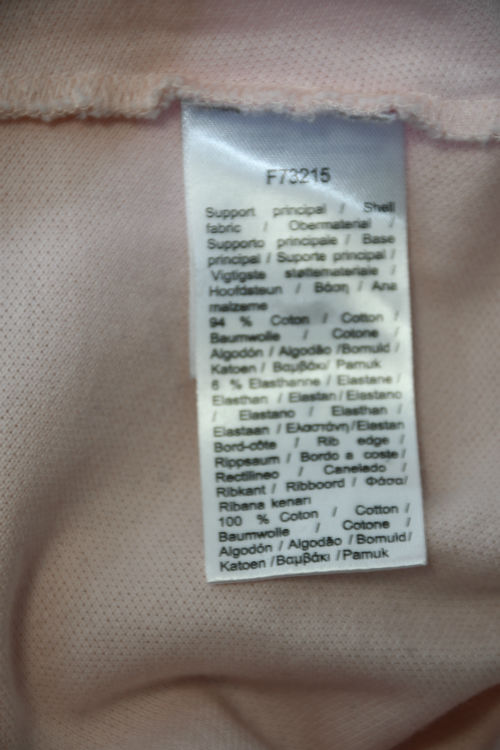 F73215
Support principal / Shell
fabric / Obermaterial /
Supporto principale / Base
principal / Suporte principal /
Vigtigste støttemateriale /
Hoofdsteun / Βάση / Ana
malzeme
94 % Coton / Cotton /
Baumwolle / Cotone /
Algodón / Algodão /Bomuld/
Katoen / Βαμβάκι/ Pamuk
6 % Elasthanne / Elastane /
Elasthan / Elastan / Elastano
/ Elastano / Elasthan /
Elastaan / Ελαστάνη/Elastan
Bord-côte / Rib edge /
Rippsaum / Bordo a coste/
Rectilineo / Canelado /
Ribkant / Ribboord / Φάσα/
Ribana kenarı
100 % Coton / Cotton /
Baumwolle / Cotone /
Algodón / Algodão /Bomuld/
Katoen /Βαμβάκι /Pamuk